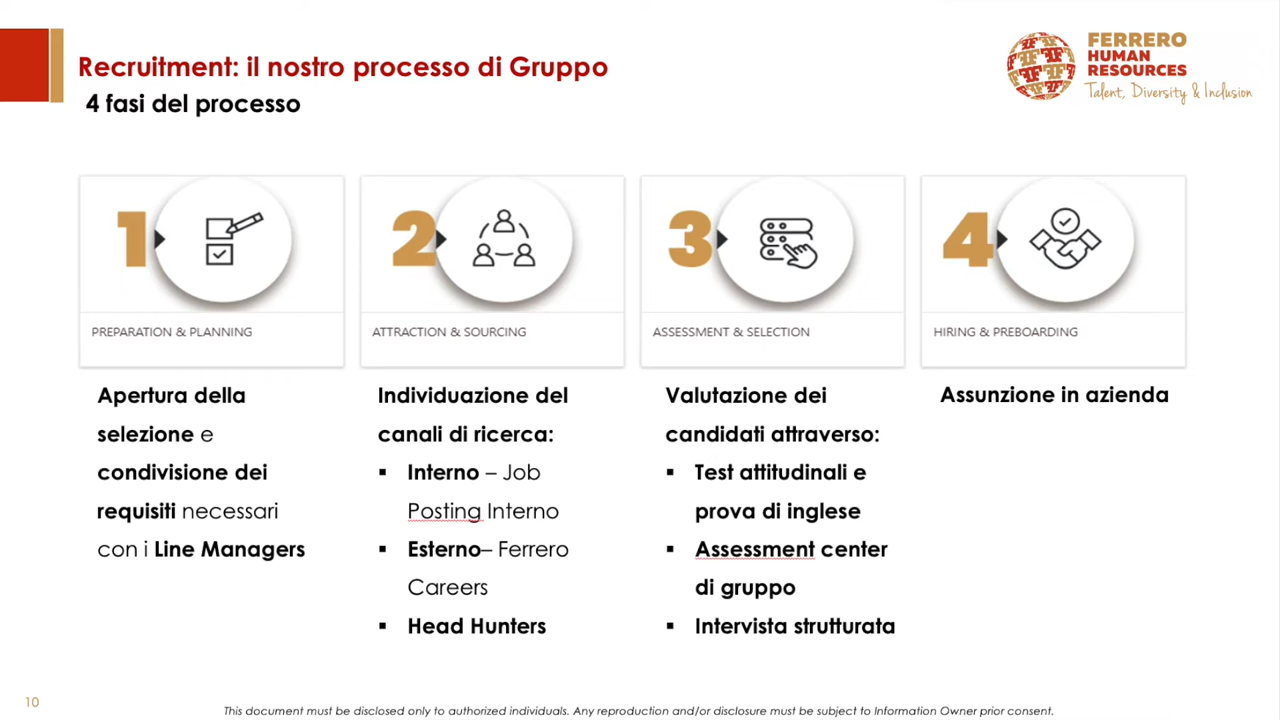 Recruitment: il nostro processo di Gruppo
4 fasi del processo
FERRERO
HUMAN
RESOURCES
Talent, Diversity & Inclusion
1
PREPARATION & PLANNING
Apertura della
selezione e
condivisione dei
requisiti necessari
con i Line Managers
2
ATTRACTION & SOURCING
Individuazione del
canali di ricerca:
▪ Interno – Job
Posting Interno
▪ Esterno– Ferrero
Careers
▪ Head Hunters
3
ASSESSMENT & SELECTION
Valutazione dei
candidati attraverso:
▪ Test attitudinali e
prova di inglese
▪ Assessment center
di gruppo
▪ Intervista strutturata
4
HIRING & PREBOARDING
Assunzione in azienda
10
This document must be disclosed only to authorized individuals. Any reproduction and/or disclosure must be subject to Information Owner prior consent.